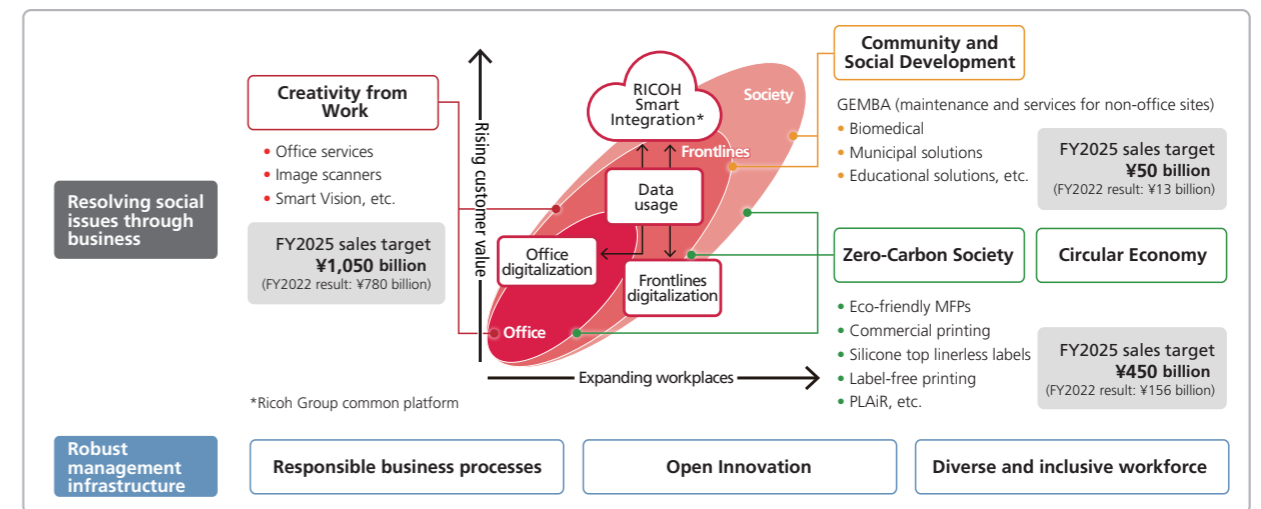 Resolving social
issues through
business
Creativity from
Work
• Office services
• Image scanners
• Smart Vision, etc.
FY2025 sales target
¥1,050 billion
(FY2022 result: ¥780 billion)
Rising customer value
RICOH
Smart
Integration*
Society
Frontlines
Data
usage
Office
digitalization
Frontlines
digitalization
Office
Expanding workplaces
*Ricoh Group common platform
Community and
Social Development
GEMBA (maintenance and services for non-office sites)
• Biomedical
• Municipal solutions
• Educational solutions, etc.
FY2025 sales target
¥50 billion
(FY2022 result: ¥13 billion)
Zero-Carbon Society
Circular Economy
• Eco-friendly MFPs
• Commercial printing
• Silicone top linerless labels
• Label-free printing
• PLAiR, etc.
FY2025 sales target
¥450 billion
(FY2022 result: ¥156 billion)
Robust
management
infrastructure
Responsible business processes
Open Innovation
Diverse and inclusive workforce